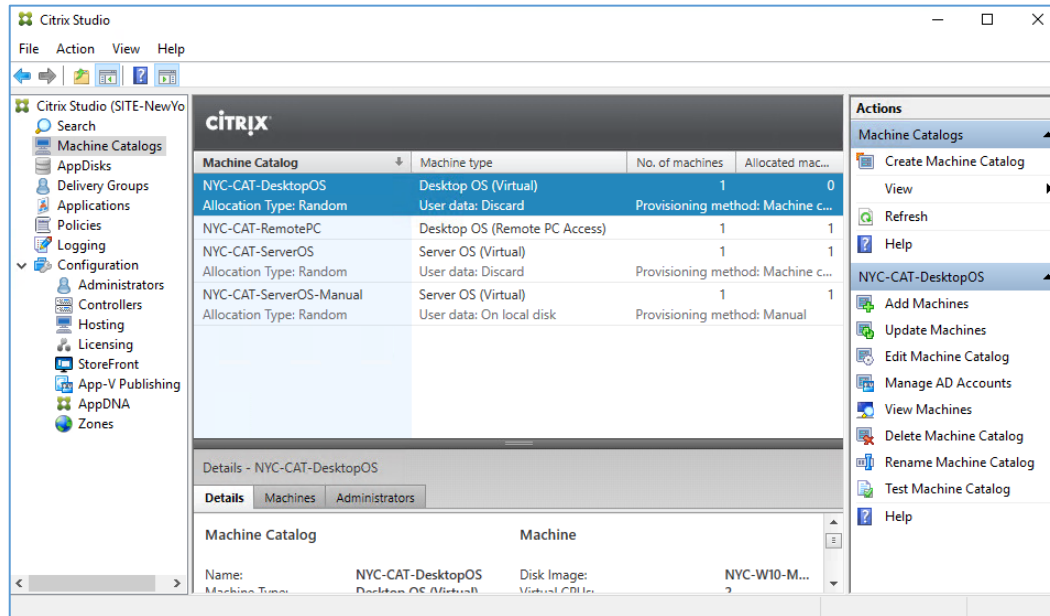 Citrix Studio
File Action View Help
Citrix Studio (SITE-NewYo
Search
Machine Catalogs
AppDisks
Delivery Groups
Applications
Policies
Logging
Configuration
Administrators
Controllers
Hosting
Licensing
StoreFront
App-V Publishing
AppDNA
Zones
CITRIX
Machine Catalog Machine type No. of machines Allocated mac...
NYC-CAT-DesktopOS Desktop OS (Virtual) 1 0
Allocation Type: Random User data: Discard Provisioning method: Machine c...
NYC-CAT-RemotePC Desktop OS (Remote PC Access) 1 1
NYC-CAT-ServerOS Server OS (Virtual) 1 1
Allocation Type: Random User data: Discard Provisioning method: Machine c...
NYC-CAT-ServerOS-Manual Server OS (Virtual) 1 1
Allocation Type: Random User data: On local disk Provisioning method: Manual
Details - NYC-CAT-DesktopOS
Details Machines Administrators
Machine Catalog Machine
Name: NYC-CAT-DesktopOS Disk Image: NYC-W10-M...
Machine Type: Desktop OS (Virtual) Virtual CPUs: 2
Actions
Machine Catalogs
Create Machine Catalog
View
Refresh
Help
NYC-CAT-DesktopOS
Add Machines
Update Machines
Edit Machine Catalog
Manage AD Accounts
View Machines
Delete Machine Catalog
Rename Machine Catalog
Test Machine Catalog
Help